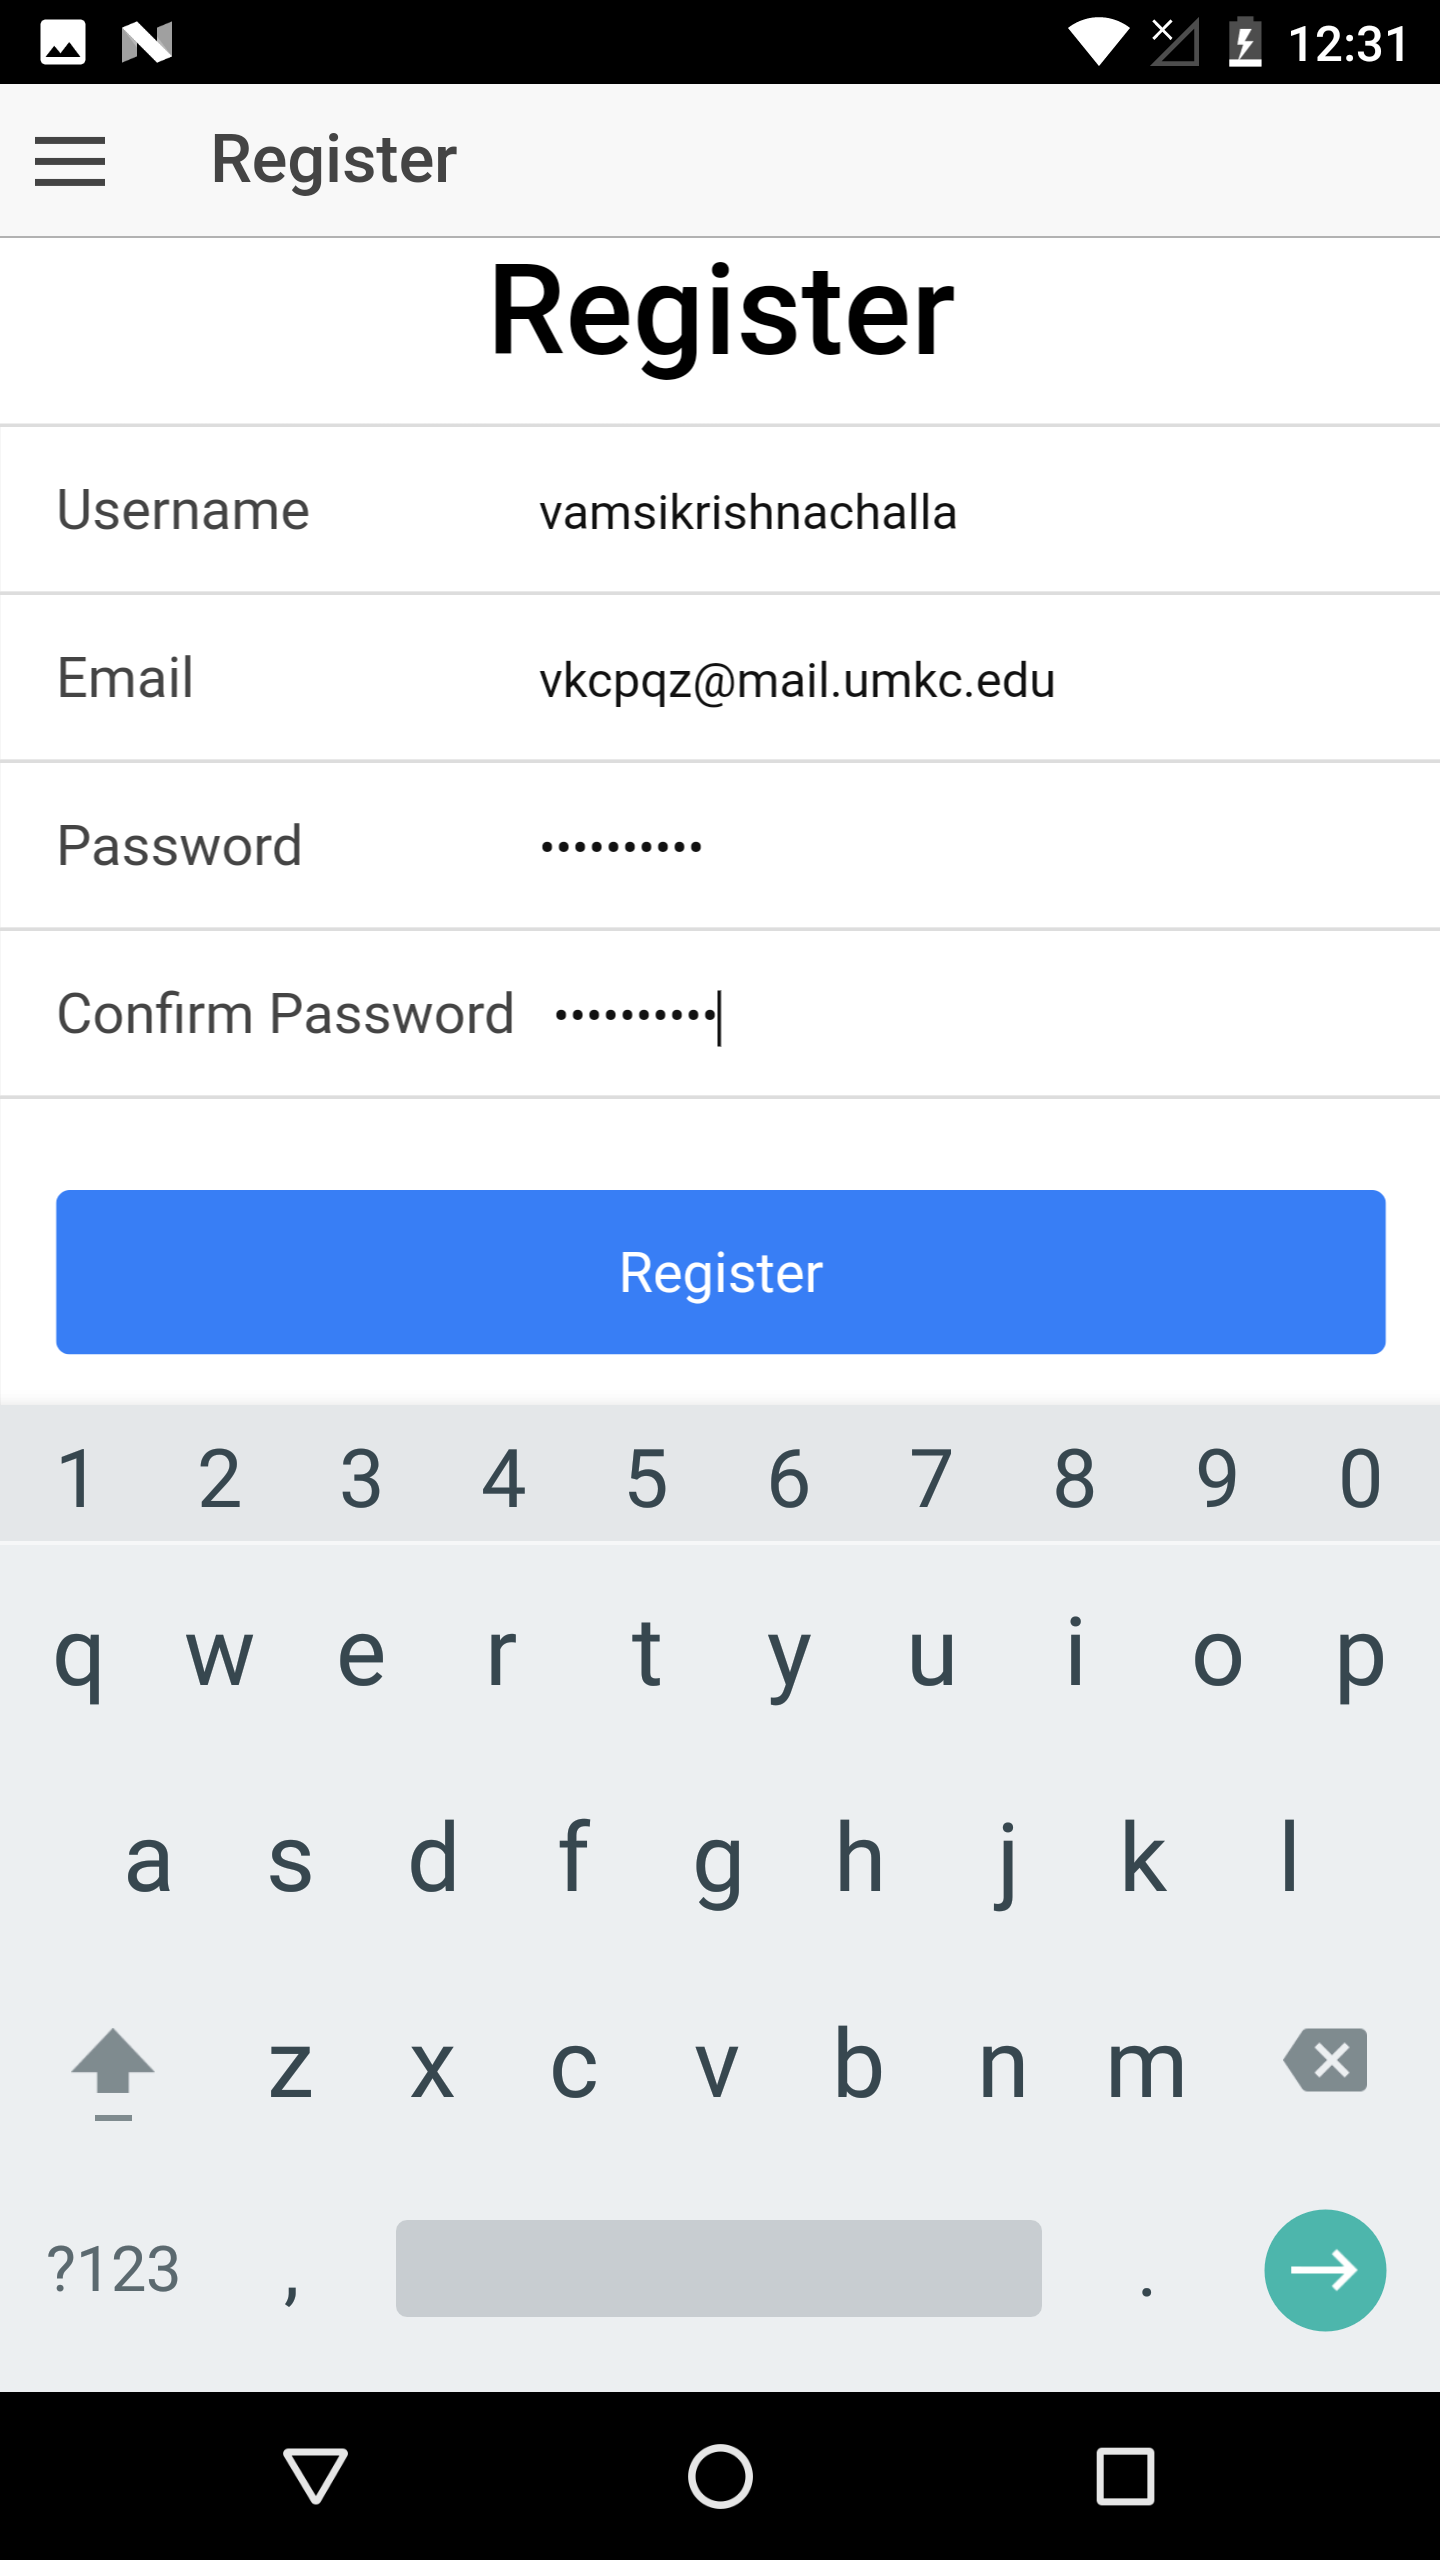 12:31
Register
Register
Username vamsikrishnachalla
Email vkcpqz@mail.umkc.edu
Password ••••••••••
Confirm Password ••••••••••
Register
1 2 3 4 5 6 7 8 9 0
q w e r t y u i o p
a s d f g h j k l
z x c v b n m
?123 , .